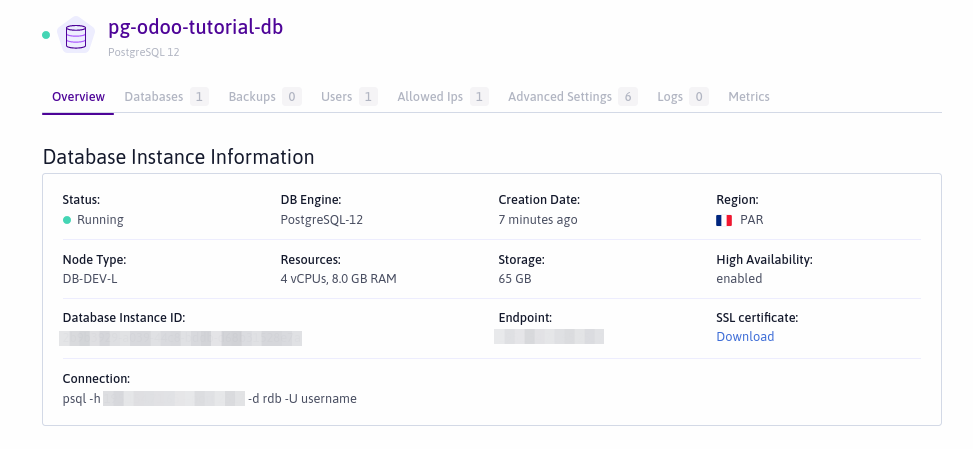 pg-odoo-tutorial-db
PostgreSQL 12
Overview Databases 1 Backups 0 Users 1 Allowed Ips 1 Advanced Settings 6 Logs 0 Metrics
Database Instance Information
Status: DB Engine: Creation Date: Region:
Running PostgreSQL-12 7 minutes ago PAR
Node Type: Resources: Storage: High Availability:
DB-DEV-L 4 vCPUs, 8.0 GB RAM 65 GB enabled
Database Instance ID: Endpoint: SSL certificate:
Download
Connection:
psql -h -d rdb -U username